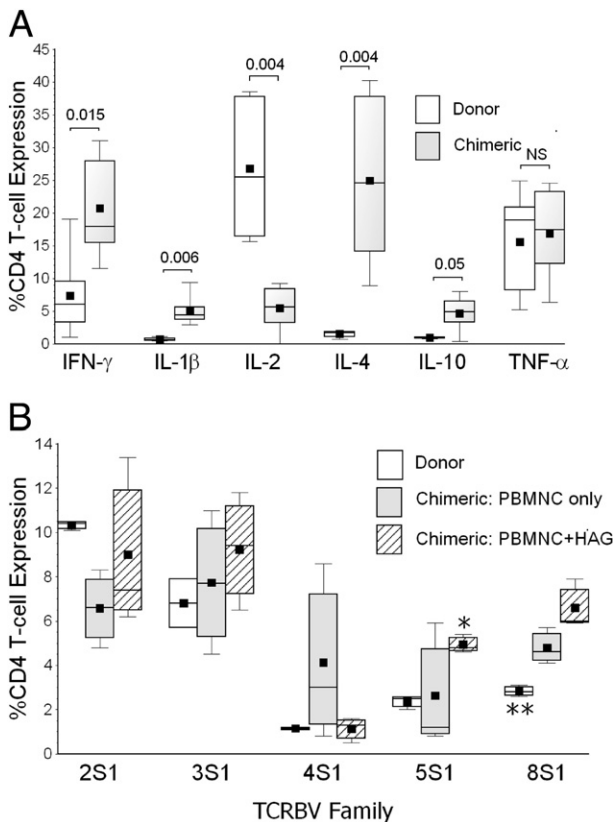 A
%CD4 T-cell Expression
45
40
35
30
25
20
15
10
5
0
0.015
0.006
0.004
0.004
0.05
NS
Donor
Chimeric
IFN-γ IL-1β IL-2 IL-4 IL-10 TNF-α
B
%CD4 T-cell Expression
14
12
10
8
6
4
2
0
Donor
Chimeric: PBMNC only
Chimeric: PBMNC+HAG
*
**
2S1 3S1 4S1 5S1 8S1
TCRBV Family